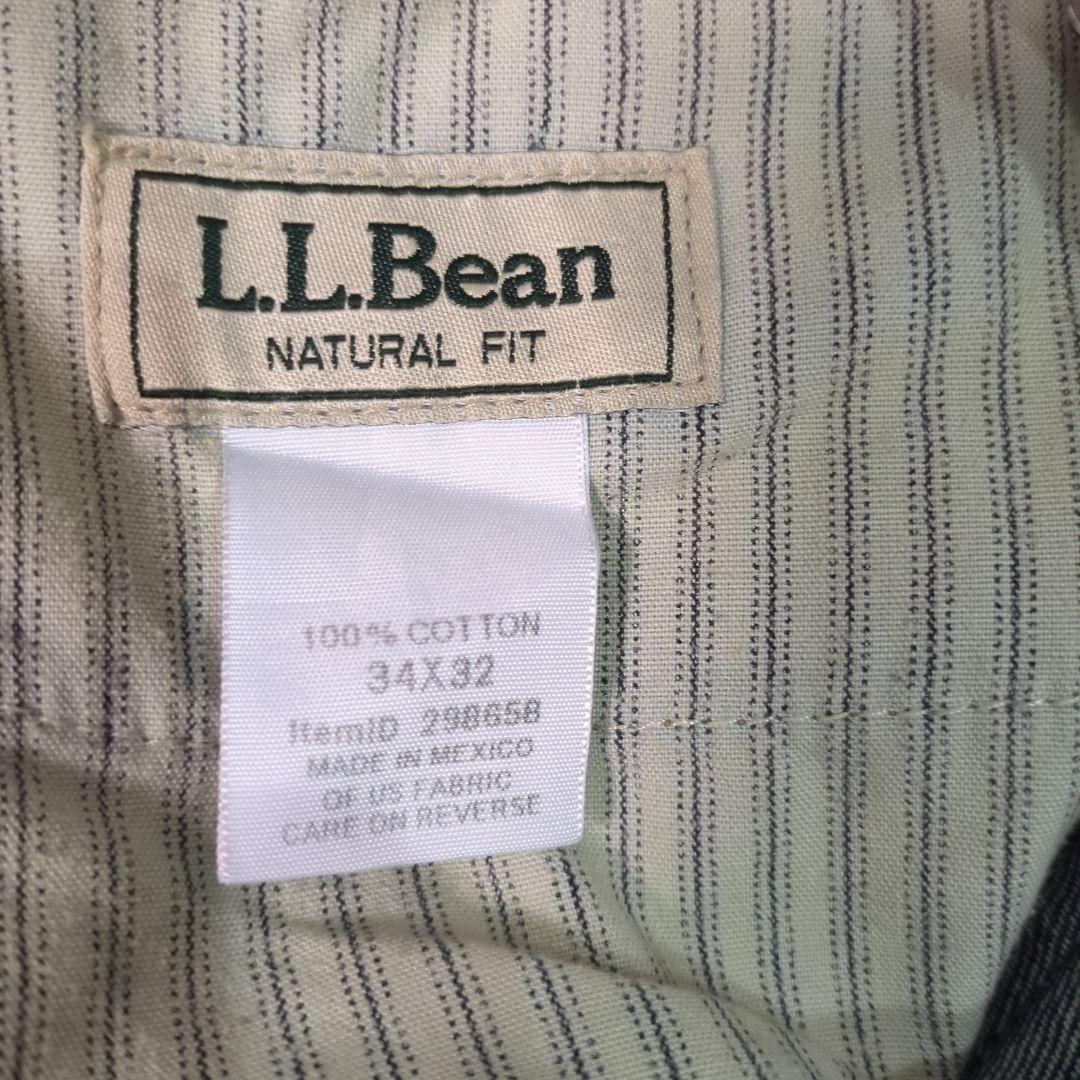 L.L.Bean
NATURAL FIT
100% COTTON
34X32
ItemID 298658
MADE IN MEXICO
OF US FABRIC
CARE ON REVERSE